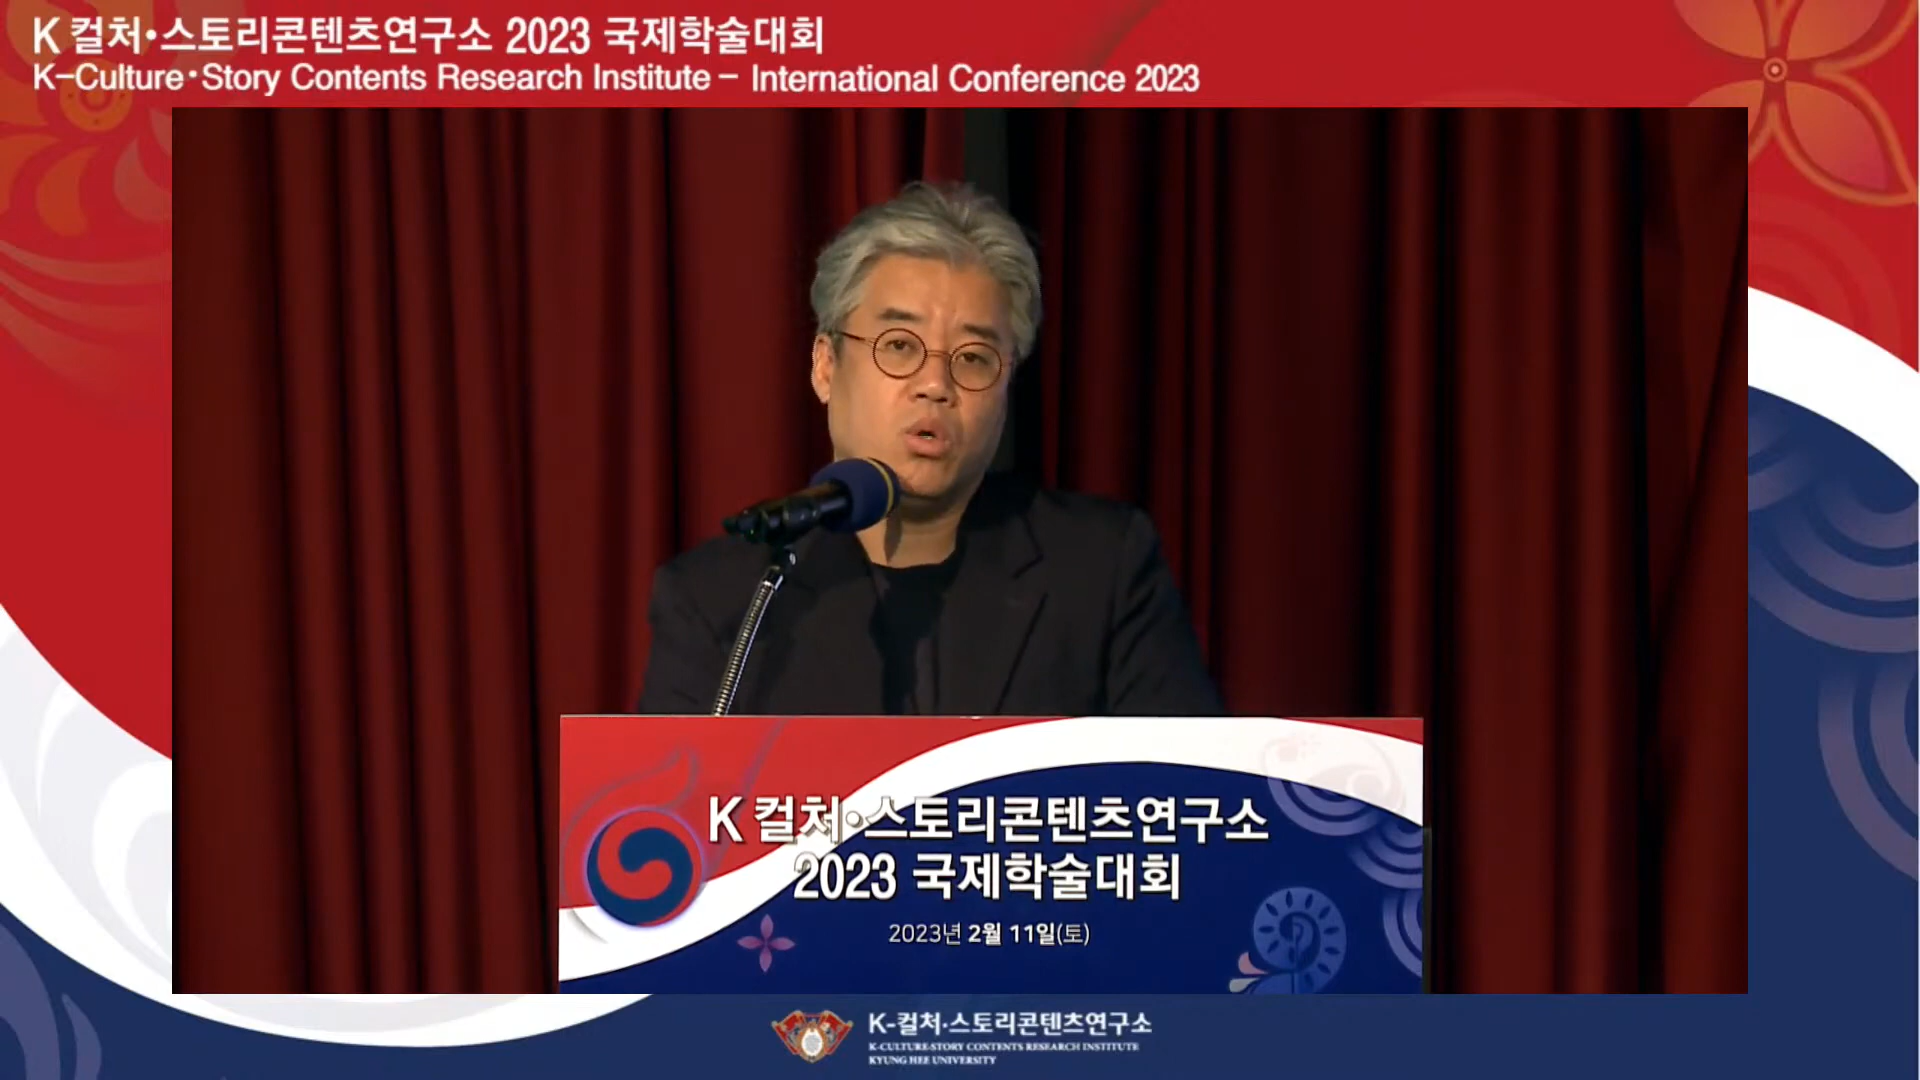 K 컬처•스토리콘텐츠연구소 2023 국제학술대회
K-Culture•Story Contents Research Institute - International Conference 2023
K 컬처•스토리콘텐츠연구소
2023 국제학술대회
2023년 2월 11일(토)
K-컬처·스토리콘텐츠연구소
K-CULTURE·STORY CONTENTS RESEARCH INSTITUTE
KYUNG HEE UNIVERSITY